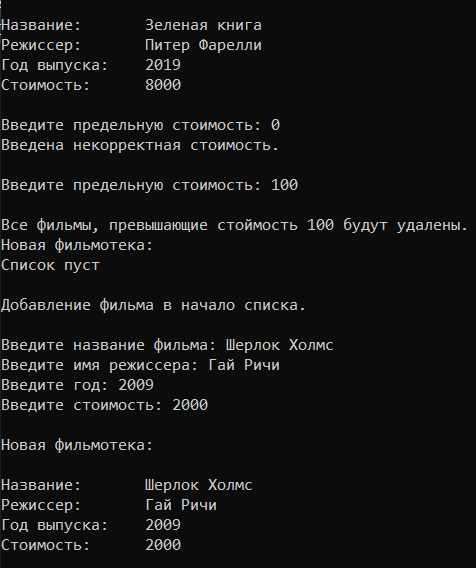 Название: Зеленая книга
Режиссер: Питер Фарелли
Год выпуска: 2019
Стоимость: 8000
Введите предельную стоимость: 0
Введена некорректная стоимость.
Введите предельную стоимость: 100
Все фильмы, превышающие стоймость 100 будут удалены.
Новая фильмотека:
Список пуст
Добавление фильма в начало списка.
Введите название фильма: Шерлок Холмс
Введите имя режиссера: Гай Ричи
Введите год: 2009
Введите стоимость: 2000
Новая фильмотека:
Название: Шерлок Холмс
Режиссер: Гай Ричи
Год выпуска: 2009
Стоимость: 2000